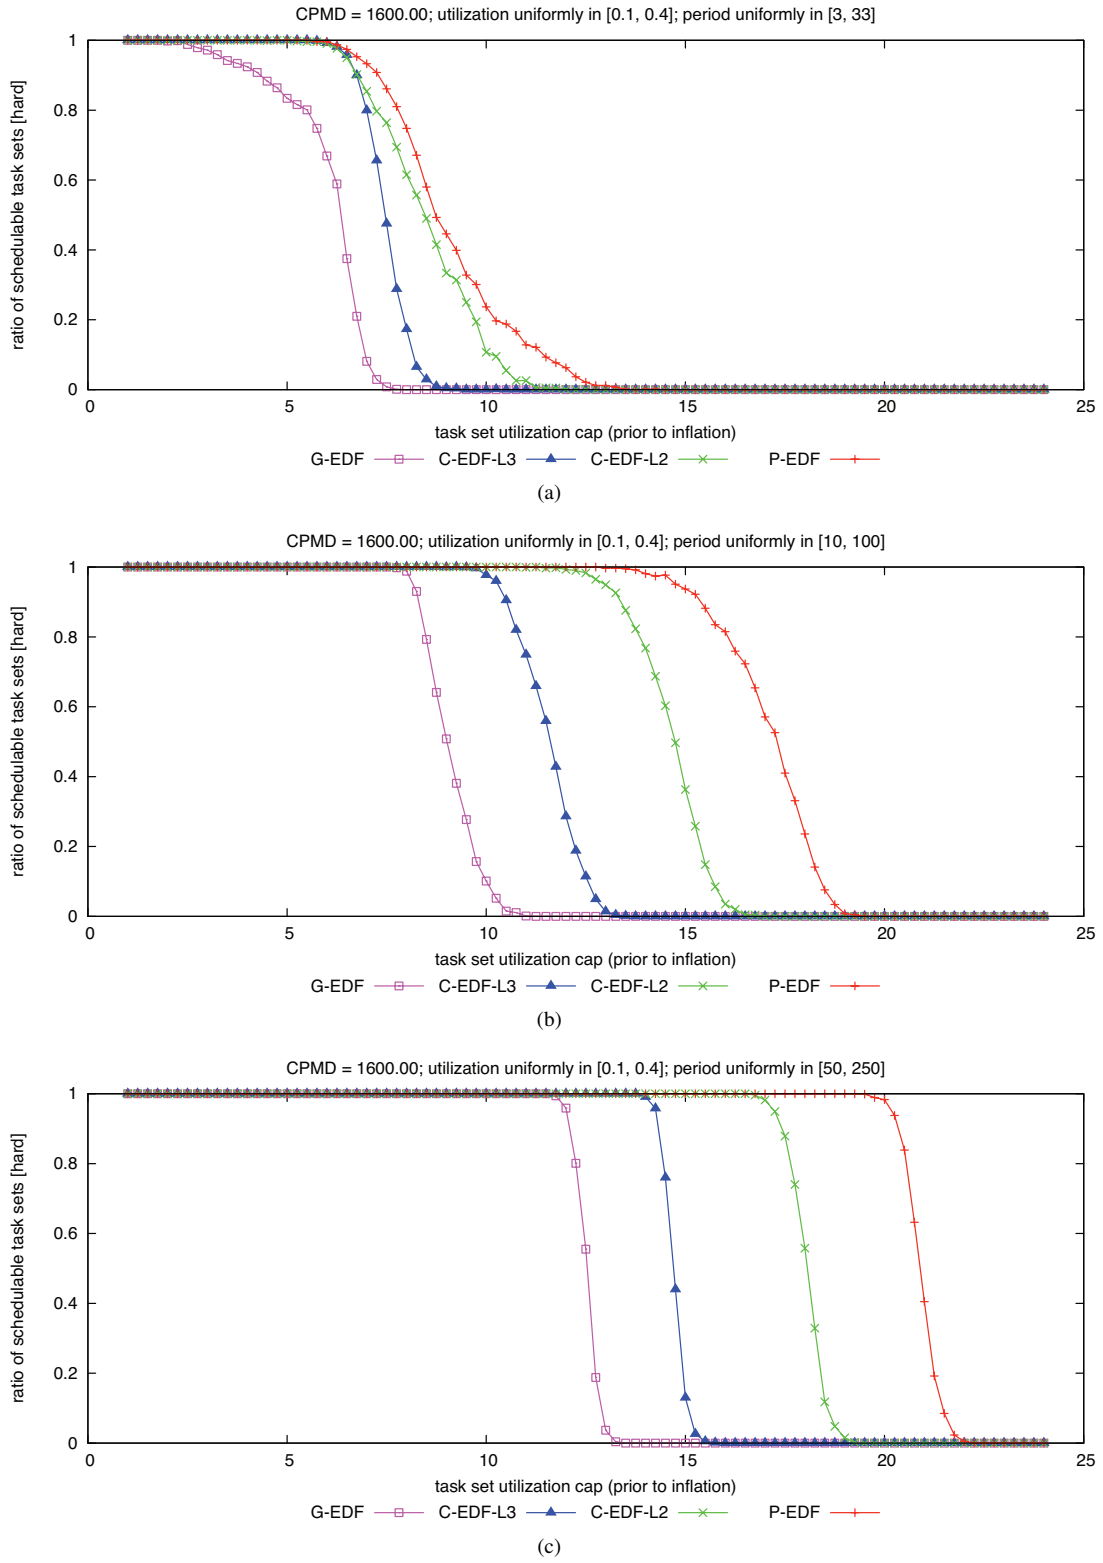 CPMD = 1600.00; utilization uniformly in [0.1, 0.4]; period uniformly in [3, 33]
ratio of schedulable task sets [hard]
1
0.8
0.6
0.4
0.2
0
0 5 10 15 20 25
task set utilization cap (prior to inflation)
G-EDF C-EDF-L3 C-EDF-L2 P-EDF
(a)
CPMD = 1600.00; utilization uniformly in [0.1, 0.4]; period uniformly in [10, 100]
ratio of schedulable task sets [hard]
1
0.8
0.6
0.4
0.2
0
0 5 10 15 20 25
task set utilization cap (prior to inflation)
G-EDF C-EDF-L3 C-EDF-L2 P-EDF
(b)
CPMD = 1600.00; utilization uniformly in [0.1, 0.4]; period uniformly in [50, 250]
ratio of schedulable task sets [hard]
1
0.8
0.6
0.4
0.2
0
0 5 10 15 20 25
task set utilization cap (prior to inflation)
G-EDF C-EDF-L3 C-EDF-L2 P-EDF
(c)